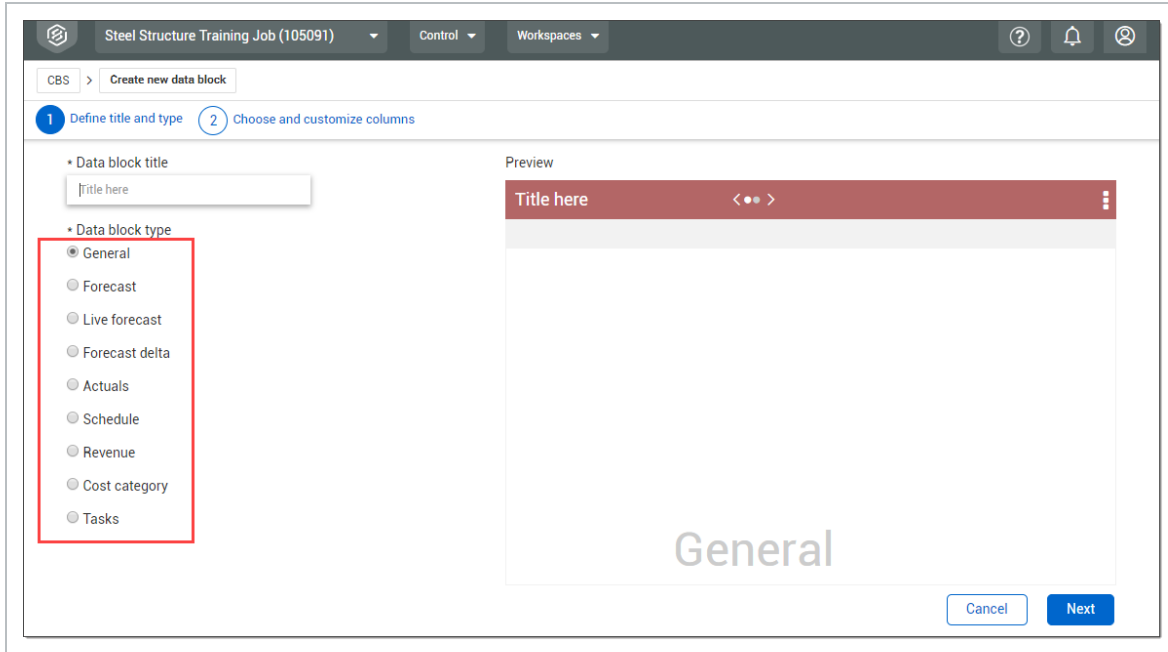 Steel Structure Training Job (105091) Control Workspaces
CBS > Create new data block
1 Define title and type 2 Choose and customize columns
* Data block title
Title here
* Data block type
General
Forecast
Live forecast
Forecast delta
Actuals
Schedule
Revenue
Cost category
Tasks
Preview
Title here
General
Cancel Next